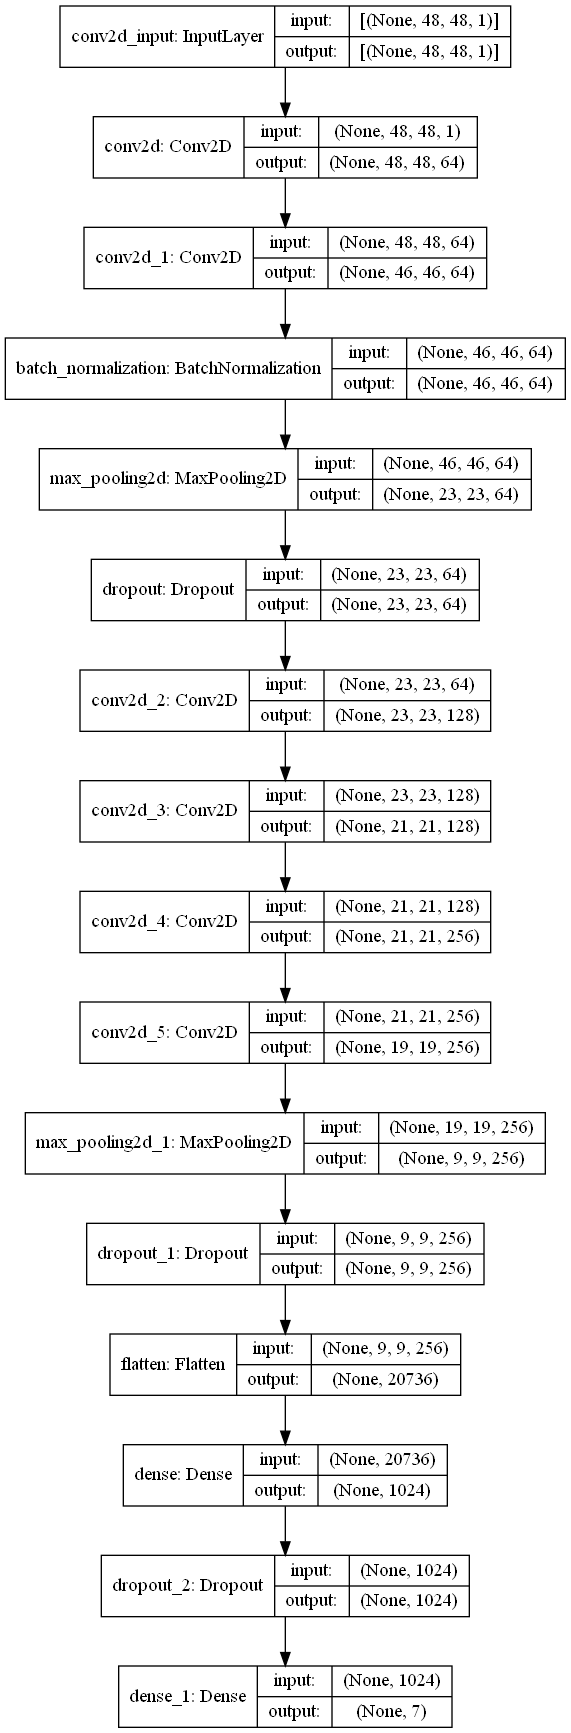 conv2d_input: InputLayer
input: [(None, 48, 48, 1)]
output: [(None, 48, 48, 1)]
conv2d: Conv2D
input: (None, 48, 48, 1)
output: (None, 48, 48, 64)
conv2d_1: Conv2D
input: (None, 48, 48, 64)
output: (None, 46, 46, 64)
batch_normalization: BatchNormalization
input: (None, 46, 46, 64)
output: (None, 46, 46, 64)
max_pooling2d: MaxPooling2D
input: (None, 46, 46, 64)
output: (None, 23, 23, 64)
dropout: Dropout
input: (None, 23, 23, 64)
output: (None, 23, 23, 64)
conv2d_2: Conv2D
input: (None, 23, 23, 64)
output: (None, 23, 23, 128)
conv2d_3: Conv2D
input: (None, 23, 23, 128)
output: (None, 21, 21, 128)
conv2d_4: Conv2D
input: (None, 21, 21, 128)
output: (None, 21, 21, 256)
conv2d_5: Conv2D
input: (None, 21, 21, 256)
output: (None, 19, 19, 256)
max_pooling2d_1: MaxPooling2D
input: (None, 19, 19, 256)
output: (None, 9, 9, 256)
dropout_1: Dropout
input: (None, 9, 9, 256)
output: (None, 9, 9, 256)
flatten: Flatten
input: (None, 9, 9, 256)
output: (None, 20736)
dense: Dense
input: (None, 20736)
output: (None, 1024)
dropout_2: Dropout
input: (None, 1024)
output: (None, 1024)
dense_1: Dense
input: (None, 1024)
output: (None, 7)